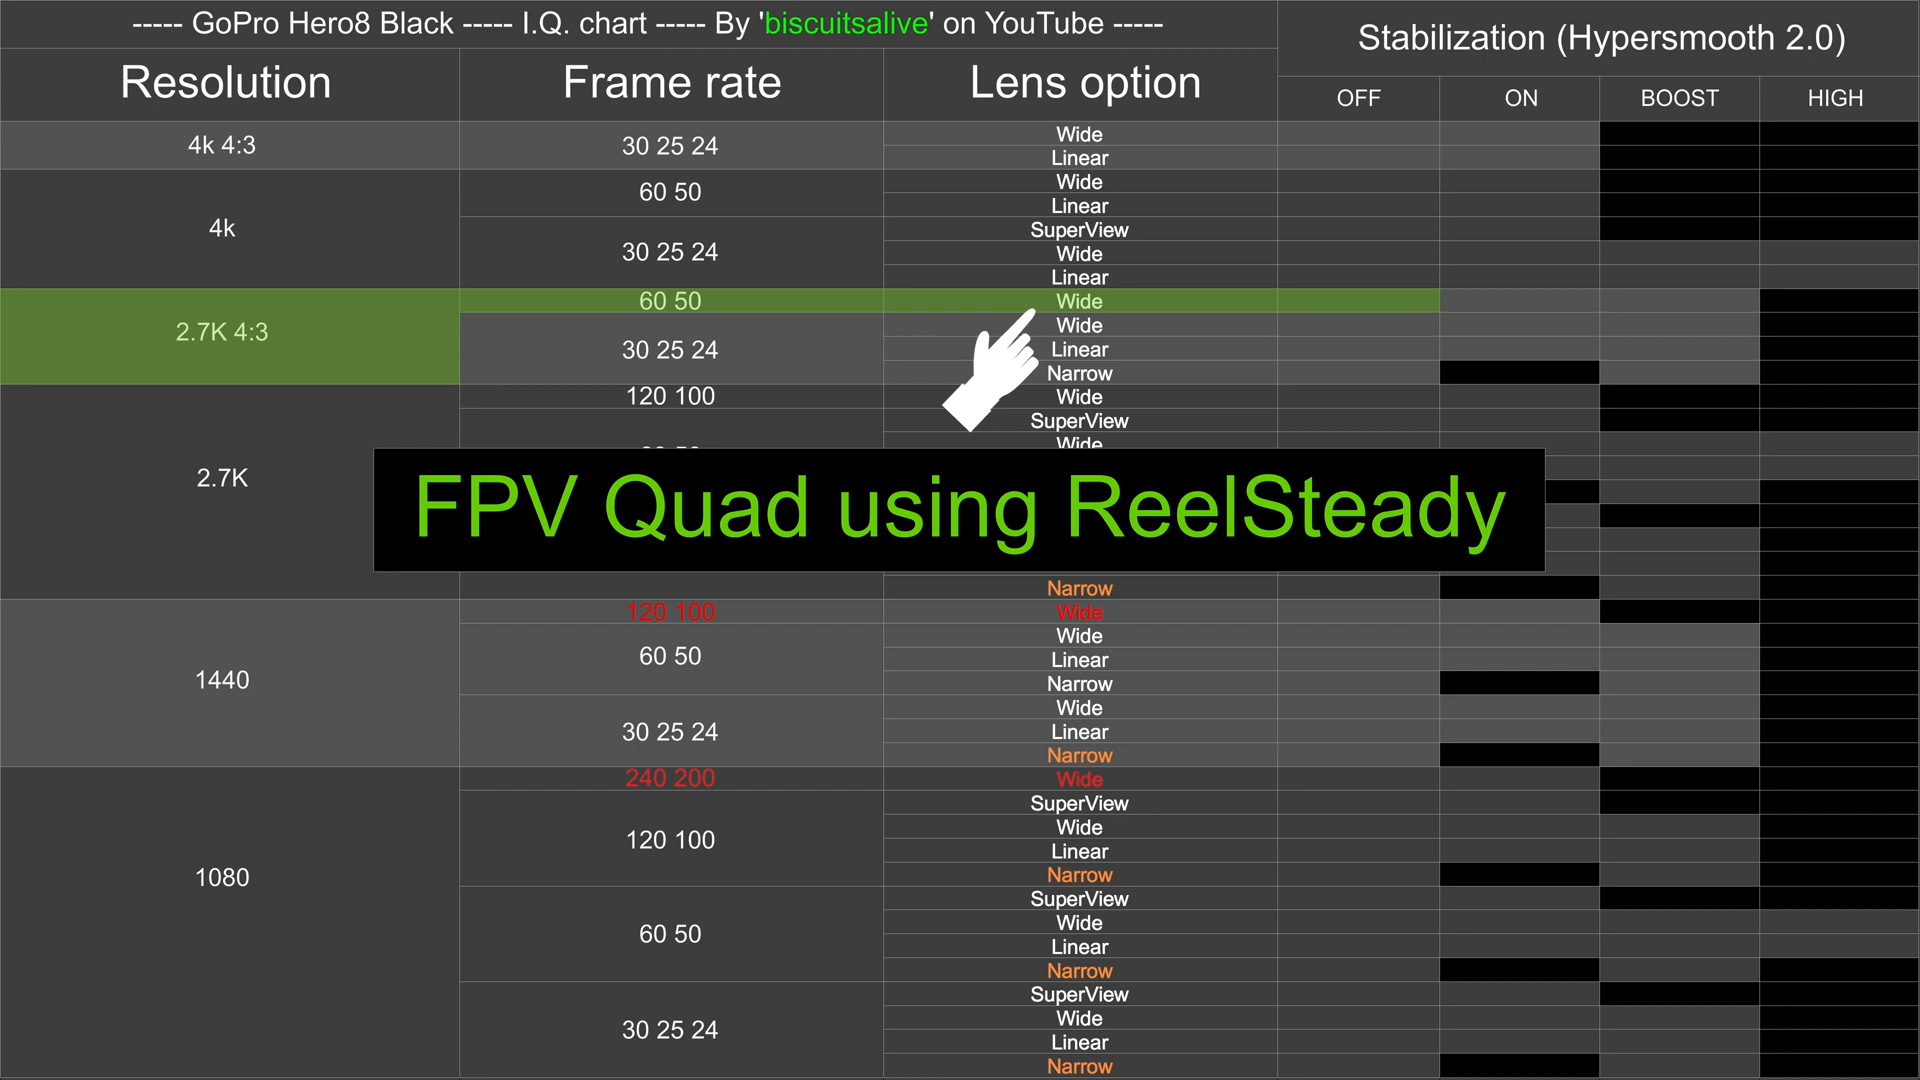 ----- GoPro Hero8 Black ----- I.Q. chart ----- By 'biscuitsalive' on YouTube -----
Stabilization (Hypersmooth 2.0)
Resolution
Frame rate
Lens option
OFF
ON
BOOST
HIGH
4k 4:3
30 25 24
Wide
Linear
4k
60 50
Wide
Linear
30 25 24
SuperView
Wide
Linear
2.7K 4:3
60 50
Wide
30 25 24
Wide
Linear
Narrow
2.7K
120 100
Wide
SuperView
Wide
FPV Quad using ReelSteady
Narrow
1440
120 100
Wide
60 50
Wide
Linear
Narrow
30 25 24
Wide
Linear
Narrow
1080
240 200
Wide
120 100
SuperView
Wide
Linear
Narrow
60 50
SuperView
Wide
Linear
Narrow
30 25 24
SuperView
Wide
Linear
Narrow